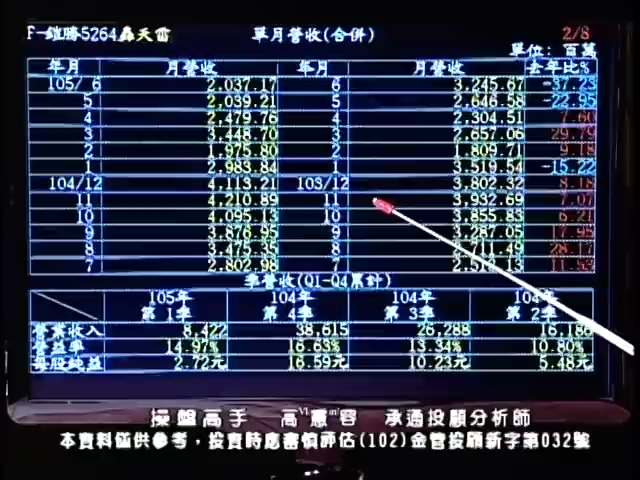 F-鎧勝5264轟天雷 單月營收(合併) 2/8
單位: 百萬
年月 月營收 年月 月營收 去年比%
105/ 6 2,037.17 6 3,245.67 -37.23
5 2,039.21 5 2,646.58 -22.95
4 2,479.76 4 2,304.51 7.60
3 3,448.70 3 2,657.06 29.79
2 1,975.80 2 1,809.71 9.18
1 2,983.84 1 3,519.54 -15.22
104/12 4,113.21 103/12 3,802.32 8.18
11 4,210.89 11 3,932.69 7.07
10 4,095.13 10 3,855.83 6.21
9 3,876.95 9 3,287.05 17.95
8 3,475.35 8 2,711.49 28.17
7 2,802.98 7 2,513.13 11.53
季營收(Q1-Q4累計)
105年 第 1季 104年 第 4季 104年 第 3季 104年 第 2季
營業收入 8,422 38,615 26,288 16,186
營益率 14.97% 16.63% 13.34% 10.80%
每股純益 2.72元 16.59元 10.23元 5.48元
操盤高手 高憲容 承通投顧分析師
本資料僅供參考，投資時應審慎評估(102)金管投顧新字第032號